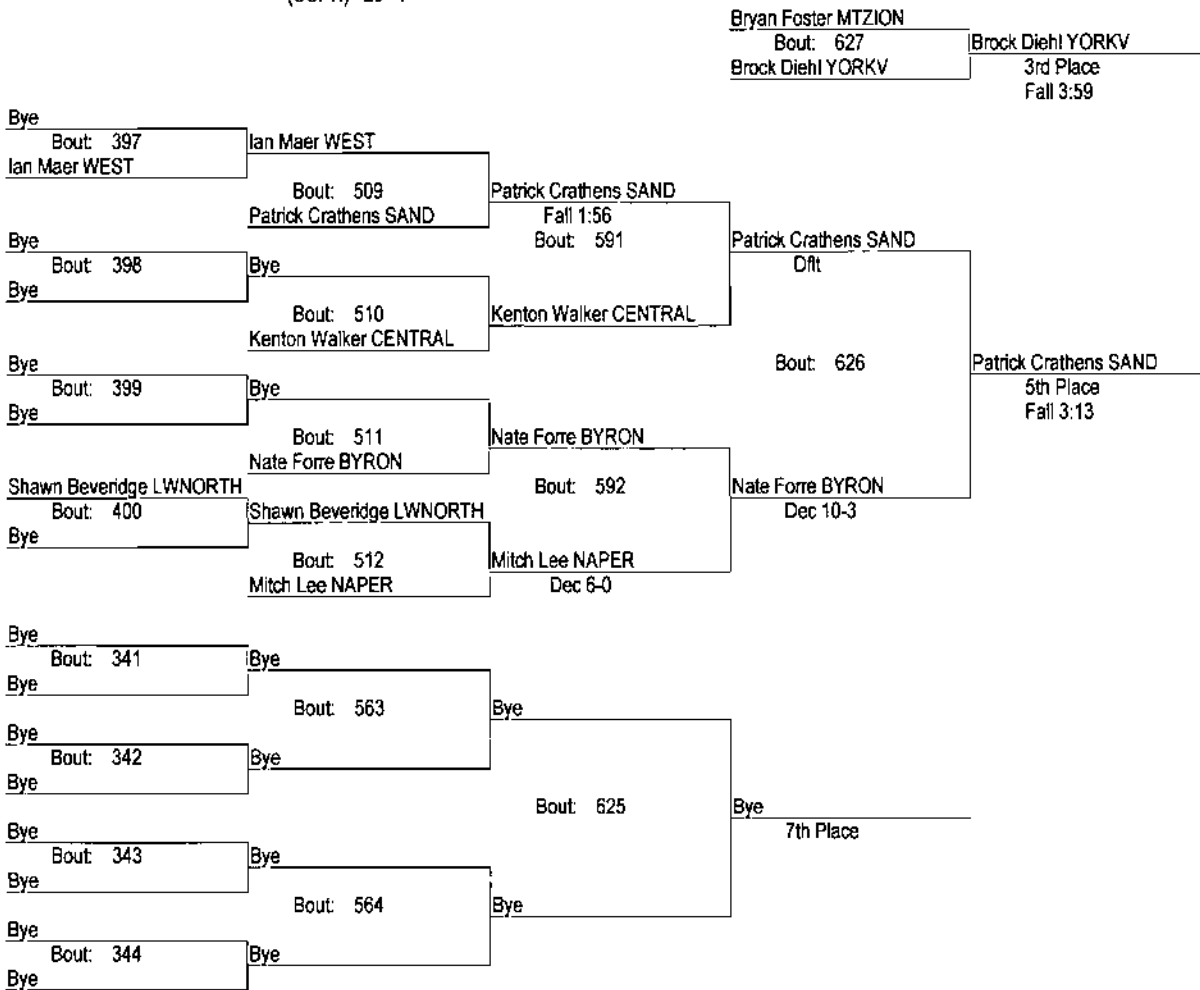 Bryan Foster MTZION
Bout: 627
Brock Diehl YORKV
Brock Diehl YORKV
3rd Place
Fall 3:59
Bye
Bout: 397
Ian Maer WEST
Ian Maer WEST
Bout: 509
Patrick Crathens SAND
Patrick Crathens SAND
Fall 1:56
Bout: 591
Bye
Bout: 398
Bye
Bye
Bout: 510
Kenton Walker CENTRAL
Kenton Walker CENTRAL
Patrick Crathens SAND
Dflt
Bout: 626
Patrick Crathens SAND
5th Place
Fall 3:13
Bye
Bout: 399
Bye
Bye
Bout: 511
Nate Forre BYRON
Nate Forre BYRON
Bout: 592
Nate Forre BYRON
Dec 10-3
Shawn Beveridge LWNORTH
Bout: 400
Bye
Shawn Beveridge LWNORTH
Bout: 512
Mitch Lee NAPER
Mitch Lee NAPER
Dec 6-0
Bye
Bout: 341
Bye
Bye
Bout: 563
Bye
Bye
Bout: 342
Bye
Bye
Bout: 625
Bye
7th Place
Bye
Bout: 343
Bye
Bye
Bout: 564
Bye
Bye
Bout: 344
Bye
Bye